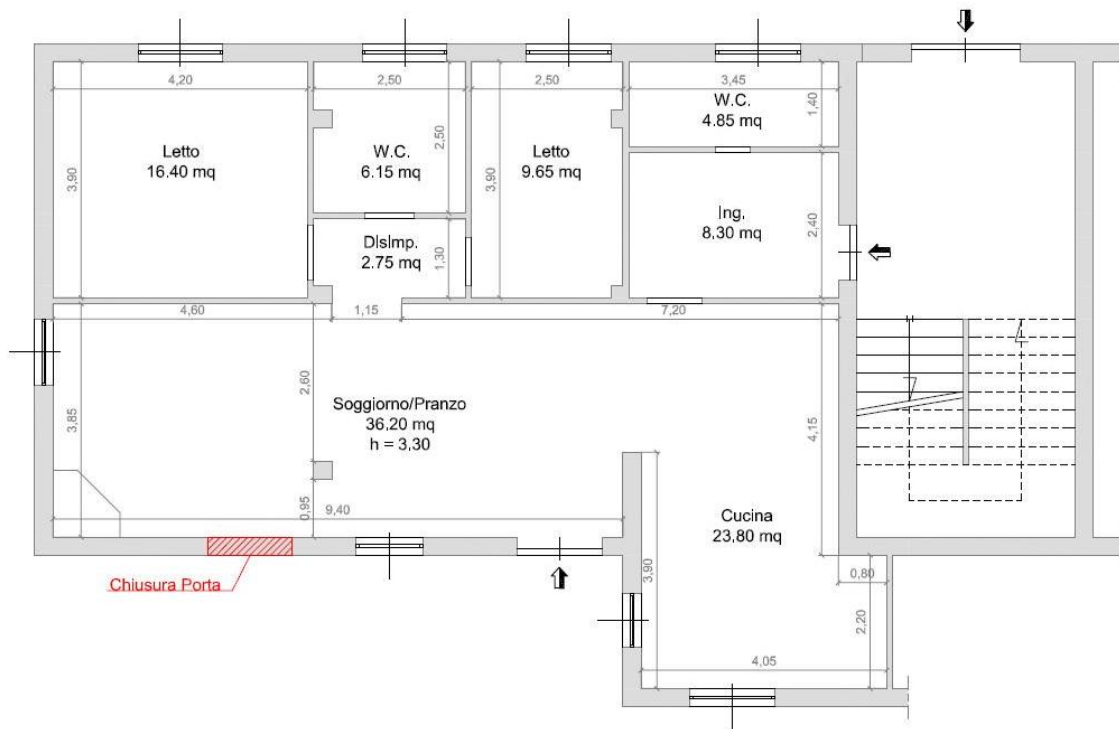 4,20
2,50
2,50
3,45
W.C.
4.85 mq
1,40
Letto
16.40 mq
3,90
W.C.
6.15 mq
2,50
Letto
9.65 mq
3,90
Ing.
8,30 mq
2,40
DIsImp.
2.75 mq
1,30
4,60
1,15
7,20
2,60
3,85
Soggiorno/Pranzo
36,20 mq
h = 3,30
4,15
0,95
9,40
Cucina
23,80 mq
3,90
0,80
2,20
4,05
Chiusura Porta